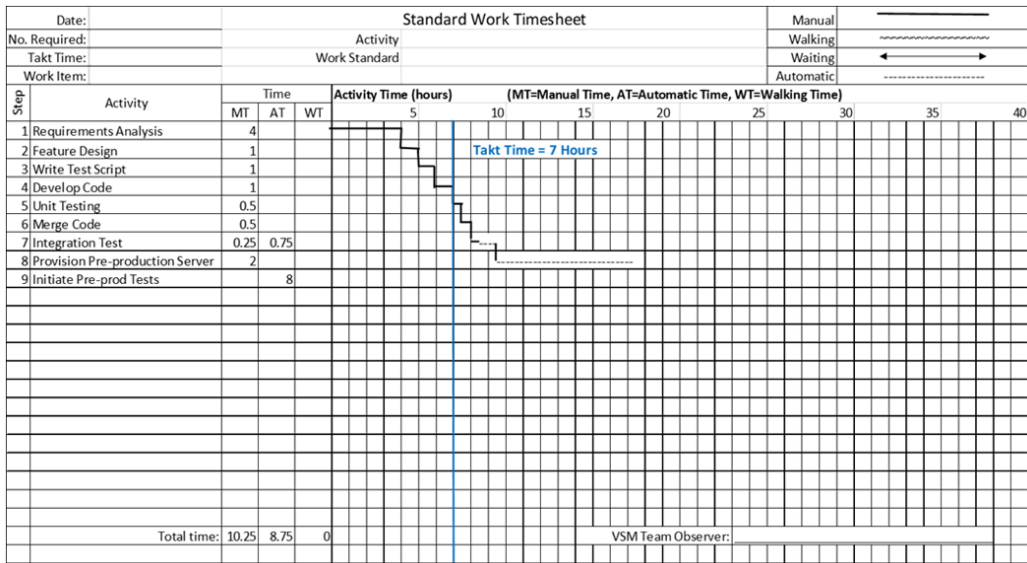 Date: Standard Work Timesheet Manual
No. Required: Activity Walking
Takt Time: Work Standard Waiting
Work Item: Automatic
Step Activity Time Activity Time (hours) (MT=Manual Time, AT=Automatic Time, WT=Walking Time)
MT AT WT 5 10 15 20 25 30 35 40
1 Requirements Analysis 4
2 Feature Design 1 Takt Time = 7 Hours
3 Write Test Script 1
4 Develop Code 1
5 Unit Testing 0.5
6 Merge Code 0.5
7 Integration Test 0.25 0.75
8 Provision Pre-production Server 2
9 Initiate Pre-prod Tests 8
Total time: 10.25 8.75 0 VSM Team Observer: